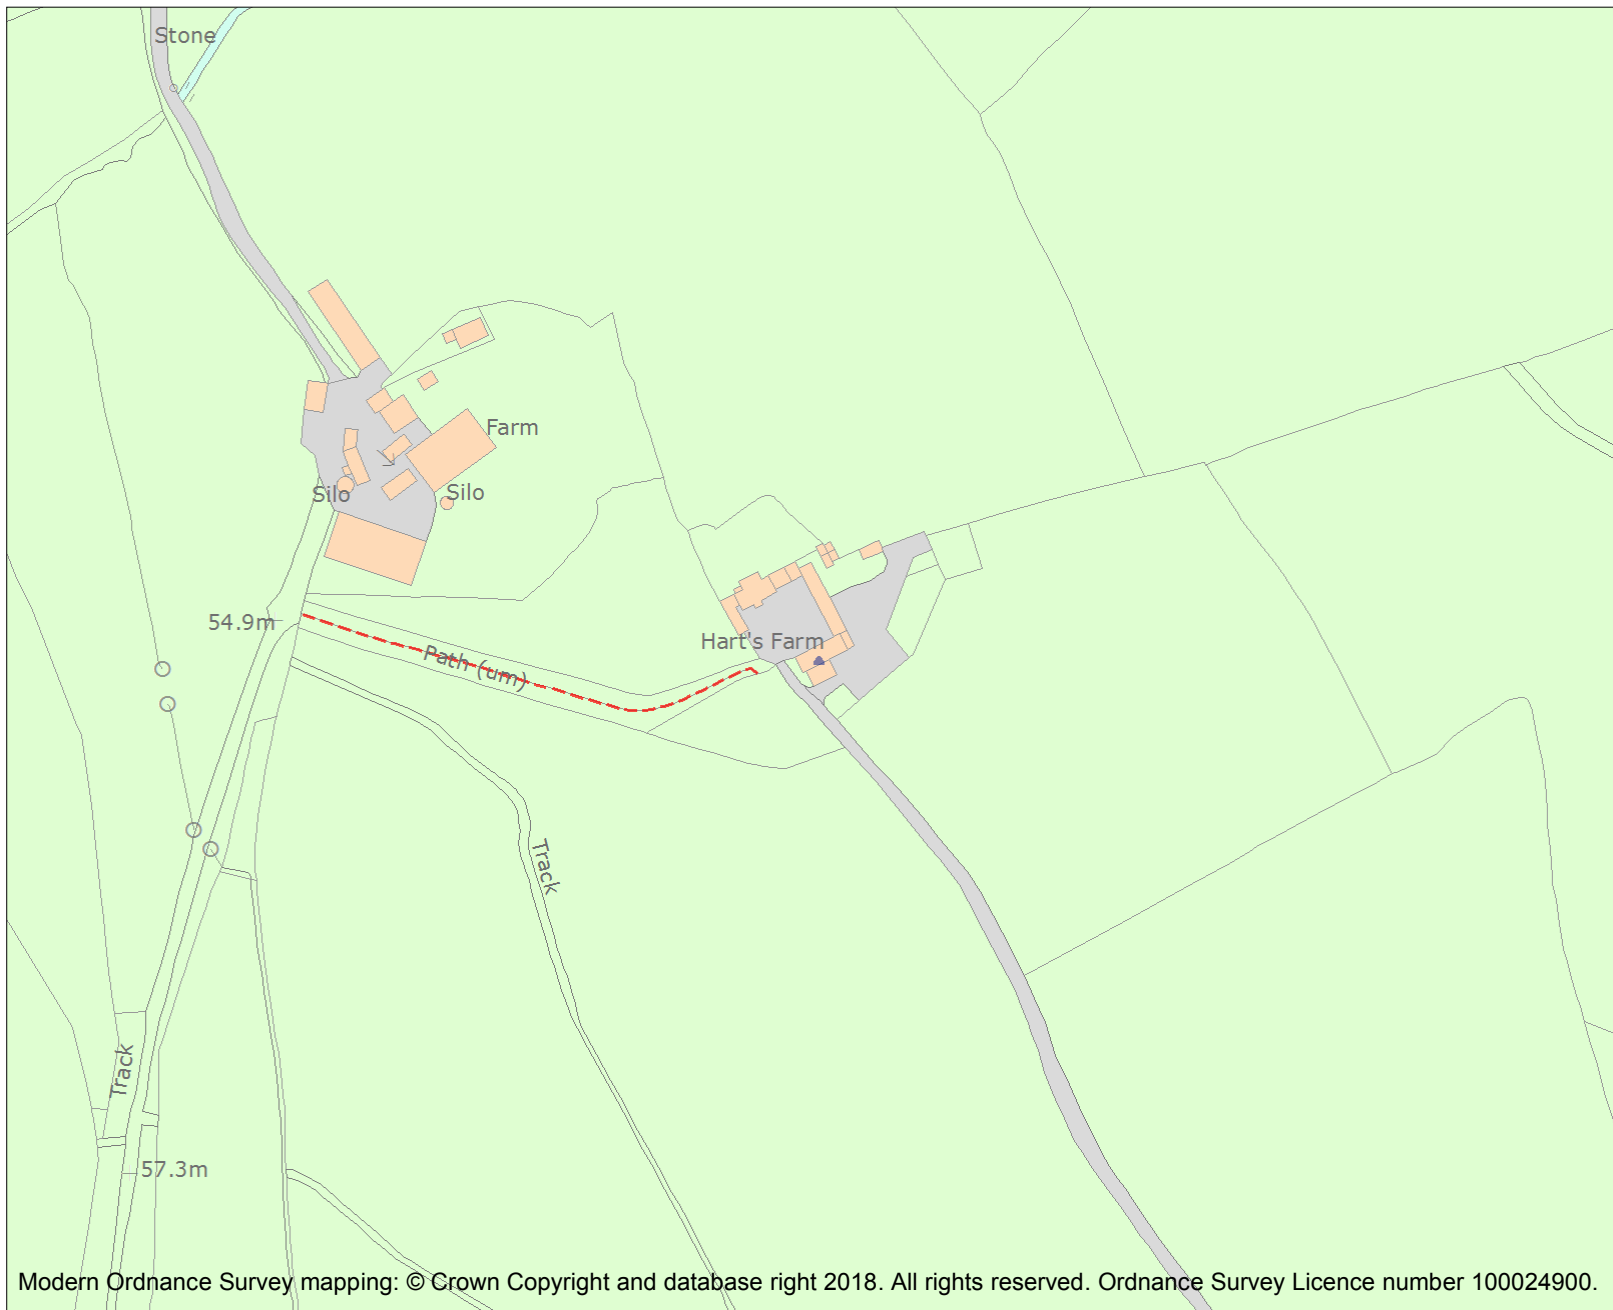 Stone
Farm
Silo
Silo
54.9m
Hart's Farm
Path (um)
Track
Track
57.3m
Modern Ordnance Survey mapping: © Crown Copyright and database right 2018. All rights reserved. Ordnance Survey Licence number 100024900.